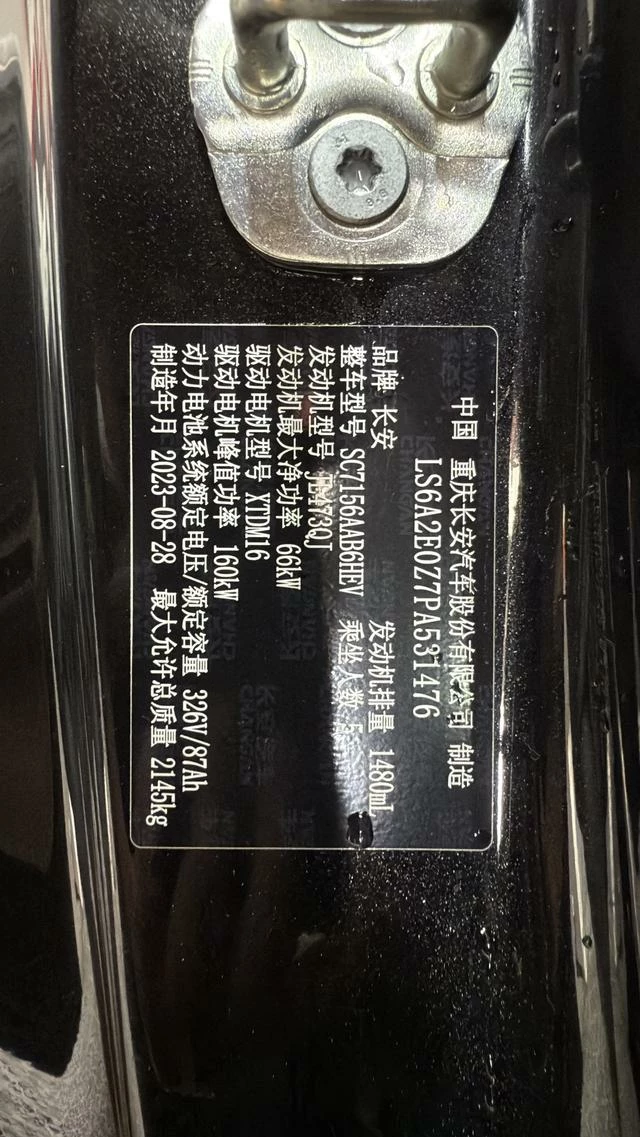 中国 重庆长安汽车股份有限公司 制造
LS6A2E0Z7PA531476
品牌 长安 发动机排量 1480mL
整车型号 SC7156AAB6HEV 乘坐人数 5
发动机型号 JL473QJ
发动机最大净功率 66kW
驱动电机型号 XTDM16
驱动电机峰值功率 160kW
动力电池系统额定电压/额定容量 326V/87Ah
制造年月 2023-08-28 最大允许总质量 2145kg
8.8